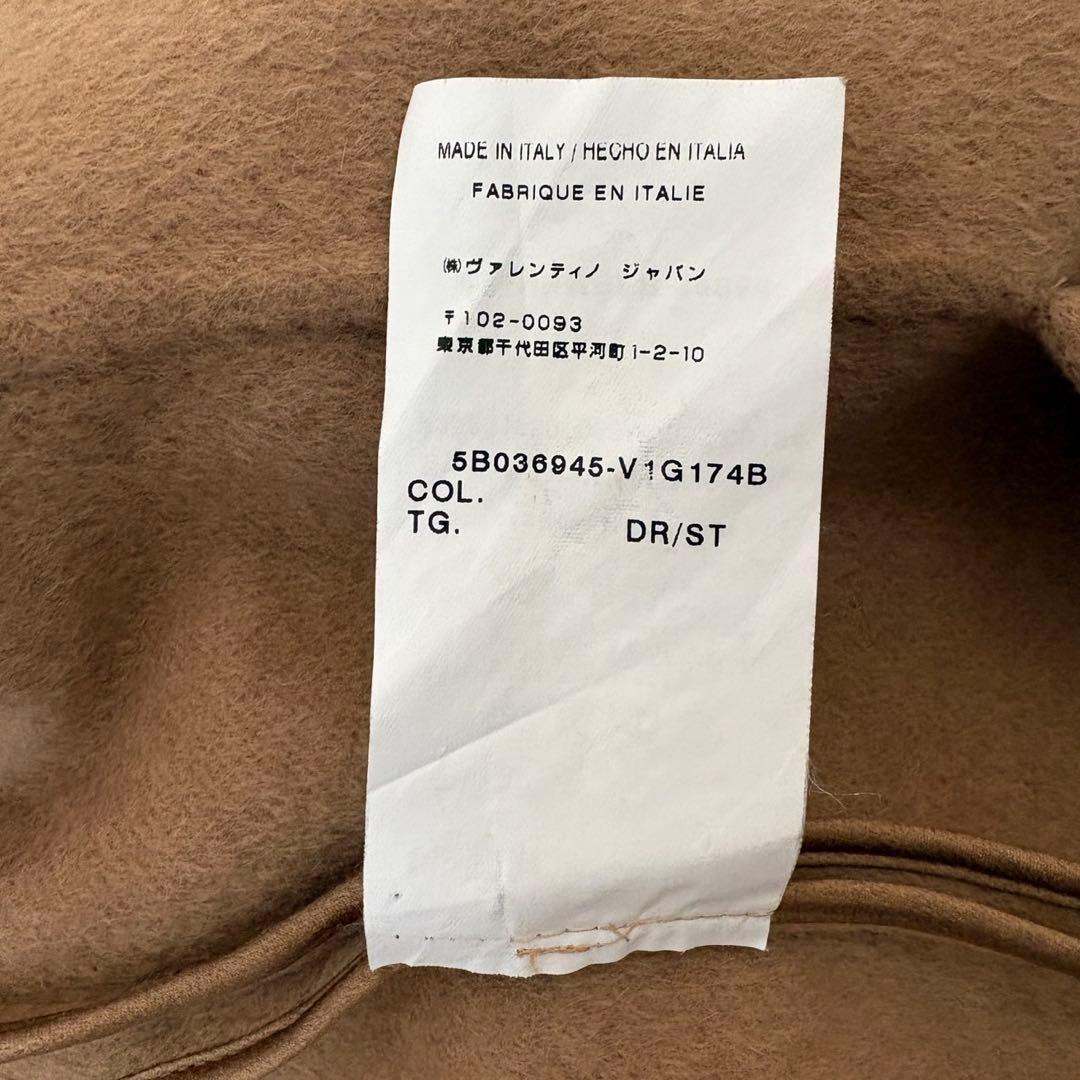 MADE IN ITALY / HECHO EN ITALIA
FABRIQUE EN ITALIE
㈱ヴァレンティノ ジャパン
〒102-0093
東京都千代田区平河町1-2-10
5B036945-V1G174B
COL.
TG. DR/ST